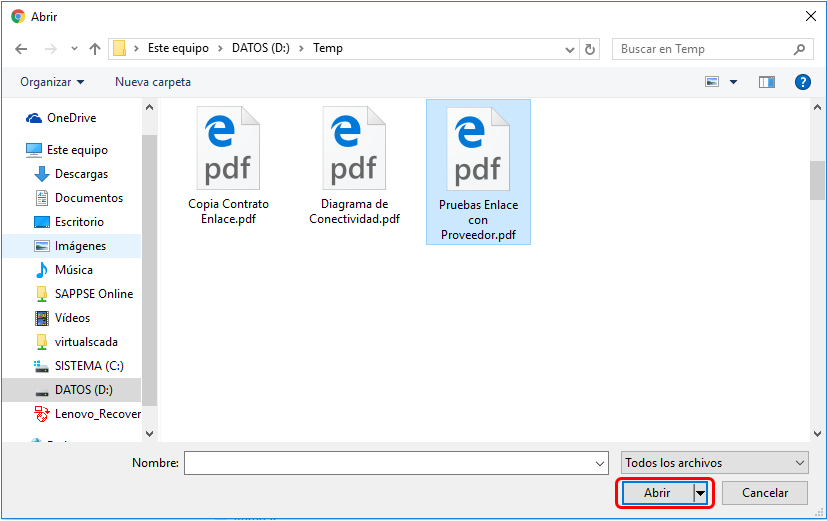 Abrir
Este equipo
DATOS (D:)
Temp
Buscar en Temp
Organizar
Nueva carpeta
OneDrive
Este equipo
Descargas
Documentos
Escritorio
Imágenes
Música
SAPPSE Online
Vídeos
virtualscada
SISTEMA (C:)
DATOS (D:)
Lenovo_Recover
pdf
Copia Contrato
Enlace.pdf
pdf
Diagrama de
Conectividad.pdf
pdf
Pruebas Enlace
con
Proveedor.pdf
Nombre:
Todos los archivos
Abrir
Cancelar